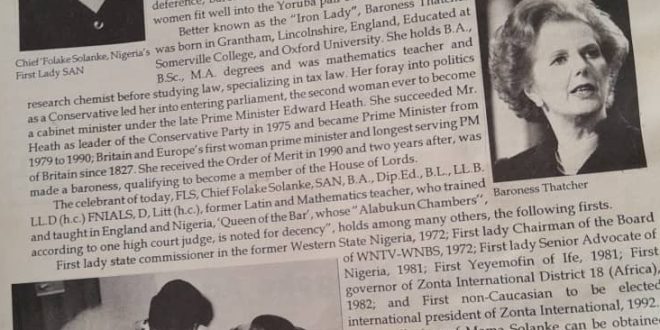 deference,
women fit well into the Yoruba
Better known as the "Iron Lady", Baroness Thatcher
was born in Grantham, Lincolnshire, England, Educated at
Somerville College, and Oxford University. She holds B.A.,
B.Sc., M.A. degrees and was mathematics teacher and
Chief 'Folake Solanke, Nigeria's
First Lady SAN
research chemist before studying law, specializing in tax law. Her foray into politics
as a Conservative led her into entering parliament, the second woman ever to become
a cabinet minister under the late Prime Minister Edward Heath. She succeeded Mr.
Heath as leader of the Conservative Party in 1975 and became Prime Minister from
1979 to 1990; Britain and Europe's first woman prime minister and longest serving PM
of Britain since 1827. She received the Order of Merit in 1990 and two years after, was
made a baroness, qualifying to become a member of the House of Lords.
The celebrant of today, FLS, Chief Folake Solanke, SAN, B.A., Dip.Ed., B.L., LL.B.
LL.D (h.c.) FNIALS, D, Litt (h.c.), former Latin and Mathematics teacher, who trained
and taught in England and Nigeria, 'Queen of the Bar', whose "Alabukun Chambers",
according to one high court judge, is noted for decency", holds among many others, the following firsts.
Baroness Thatcher
First lady state commissioner in the former Western State Nigeria, 1972; First lady Chairman of the Board
of WNTV-WNBS, 1972; First lady Senior Advocate of
Nigeria, 1981; First Yeyemofin of Ife, 1981; First
governor of Zonta International District 18 (Africa),
1982; and First non-Caucasian to be elected
international president of Zonta International, 1992.
of Mama Solanke can be obtained